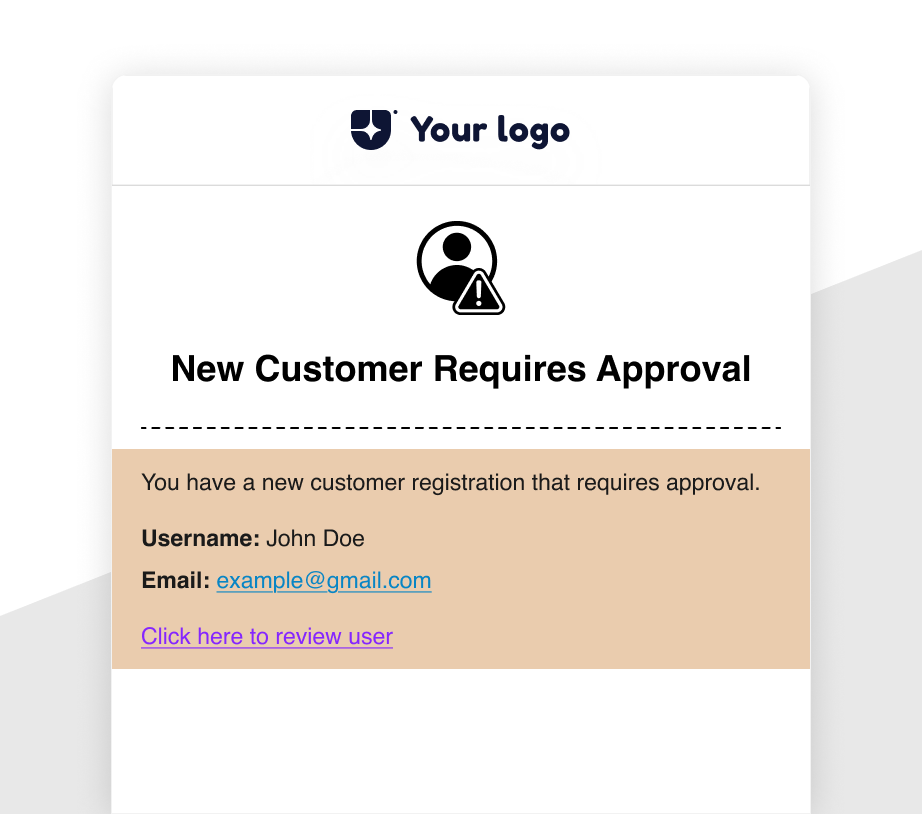 Your logo
New Customer Requires Approval
You have a new customer registration that requires approval.
Username: John Doe
Email: example@gmail.com
Click here to review user